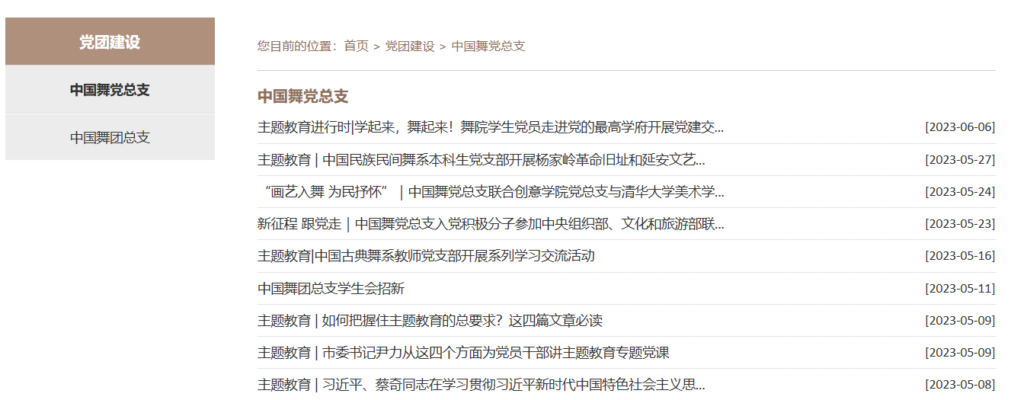 党团建设
中国舞党总支
中国舞团总支
您目前的位置：首页 > 党团建设 > 中国舞党总支
中国舞党总支
主题教育进行时|学起来，舞起来！舞院学生党员走进党的最高学府开展党建交... [2023-06-06]
主题教育 | 中国民族民间舞系本科生党支部开展杨家岭革命旧址和延安文艺... [2023-05-27]
“画艺入舞 为民抒怀” | 中国舞党总支联合创意学院党总支与清华大学美术学... [2023-05-24]
新征程 跟党走 | 中国舞党总支入党积极分子参加中央组织部、文化和旅游部联... [2023-05-23]
主题教育|中国古典舞系教师党支部开展系列学习交流活动 [2023-05-16]
中国舞团总支学生会招新 [2023-05-11]
主题教育 | 如何把握住主题教育的总要求？这四篇文章必读 [2023-05-09]
主题教育 | 市委书记尹力从这四个方面为党员干部讲主题教育专题党课 [2023-05-09]
主题教育 | 习近平、蔡奇同志在学习贯彻习近平新时代中国特色社会主义思... [2023-05-08]